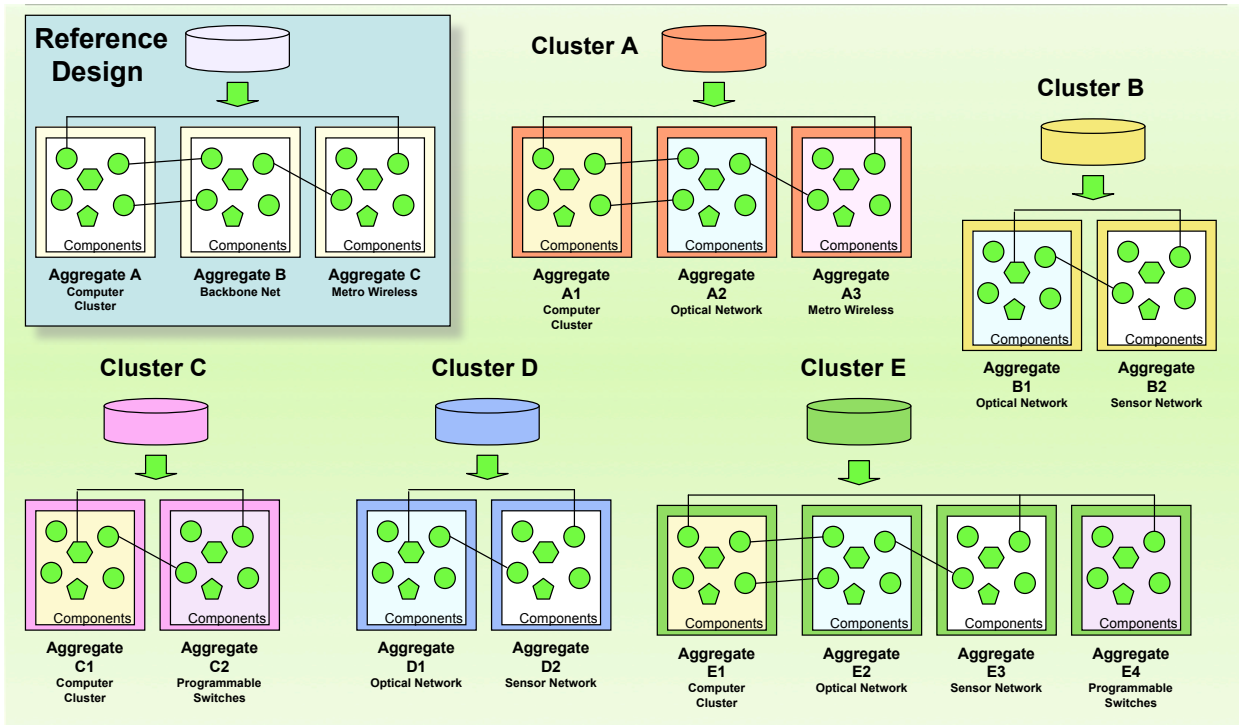 Reference
Design
Components
Components
Components
Aggregate A
Computer
Cluster
Aggregate B
Backbone Net
Aggregate C
Metro Wireless
Cluster A
Components
Components
Components
Aggregate
A1
Computer
Cluster
Aggregate
A2
Optical Network
Aggregate
A3
Metro Wireless
Cluster B
Components
Components
Aggregate
B1
Optical Network
Aggregate
B2
Sensor Network
Cluster C
Components
Components
Aggregate
C1
Computer
Cluster
Aggregate
C2
Programmable
Switches
Cluster D
Components
Components
Aggregate
D1
Optical Network
Aggregate
D2
Sensor Network
Cluster E
Components
Components
Components
Components
Aggregate
E1
Computer
Cluster
Aggregate
E2
Optical Network
Aggregate
E3
Sensor Network
Aggregate
E4
Programmable
Switches